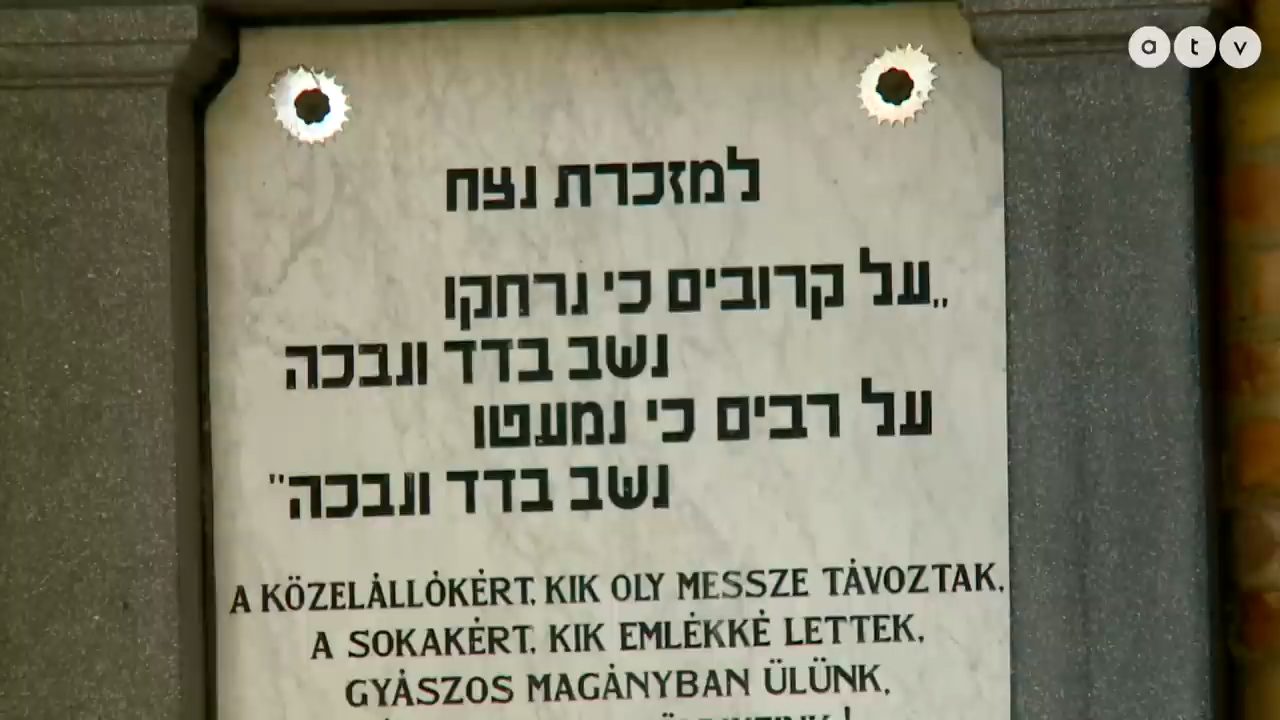 atv
למזכרת נצח
„על קרובים כי נרחקו
נשב בדד ונבכה
על רבים כי נמעטו
נשב בדד ונבכה"
A KÖZELÁLLÓKÉRT, KIK OLY MESSZE TÁVOZTAK,
A SOKAKÉRT, KIK EMLÉKKÉ LETTEK,
GYÁSZOS MAGÁNYBAN ÜLÜNK,